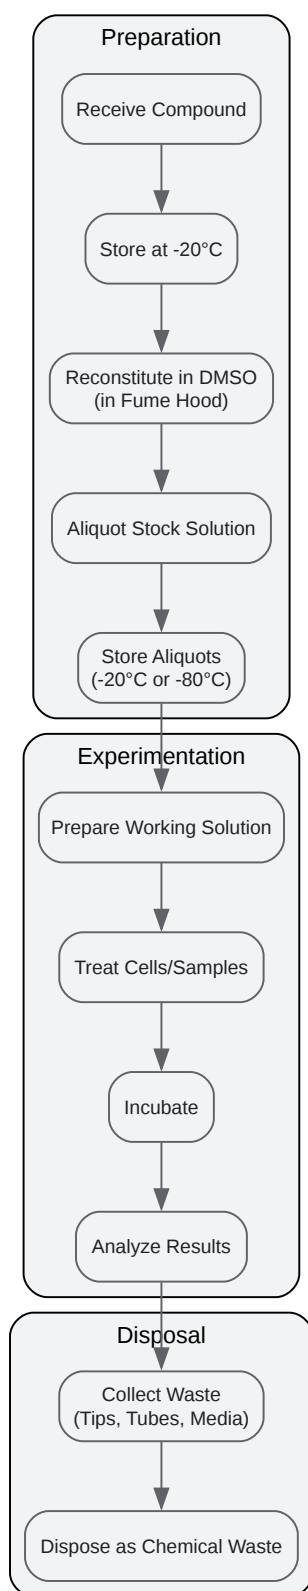 Preparation
Receive Compound
Store at -20°C
Reconstitute in DMSO
(in Fume Hood)
Aliquot Stock Solution
Store Aliquots
(-20°C or -80°C)
Experimentation
Prepare Working Solution
Treat Cells/Samples
Incubate
Analyze Results
Disposal
Collect Waste
(Tips, Tubes, Media)
Dispose as Chemical Waste